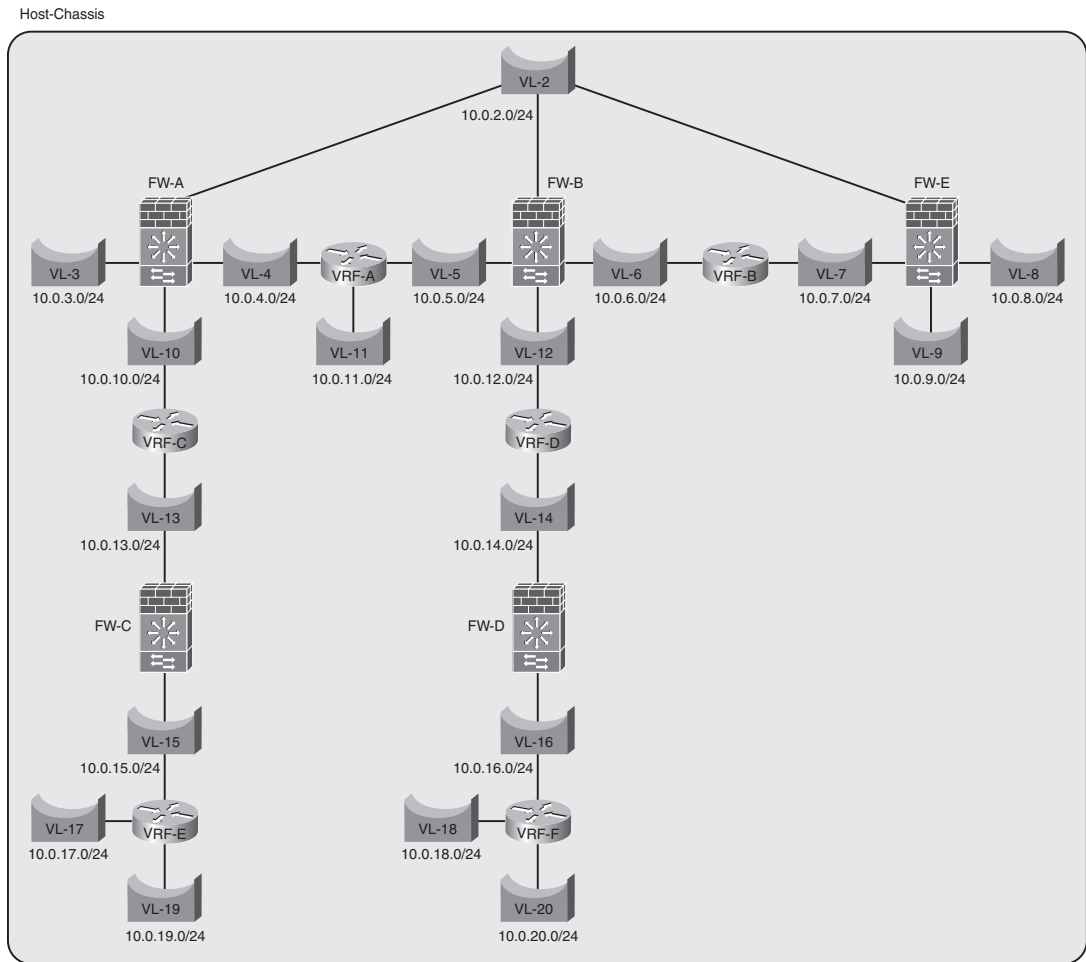 Host-Chassis
VL-2
10.0.2.0/24
FW-A
FW-B
FW-E
VL-3
VL-4
VRF-A
VL-5
VL-6
VRF-B
VL-7
VL-8
10.0.3.0/24
10.0.4.0/24
10.0.5.0/24
10.0.6.0/24
10.0.7.0/24
10.0.8.0/24
VL-10
VL-11
VL-12
VL-9
10.0.10.0/24
10.0.11.0/24
10.0.12.0/24
10.0.9.0/24
VRF-C
VRF-D
VL-13
VL-14
10.0.13.0/24
10.0.14.0/24
FW-C
FW-D
VL-15
VL-16
10.0.15.0/24
10.0.16.0/24
VL-17
VRF-E
VL-18
VRF-F
10.0.17.0/24
10.0.18.0/24
VL-19
VL-20
10.0.19.0/24
10.0.20.0/24